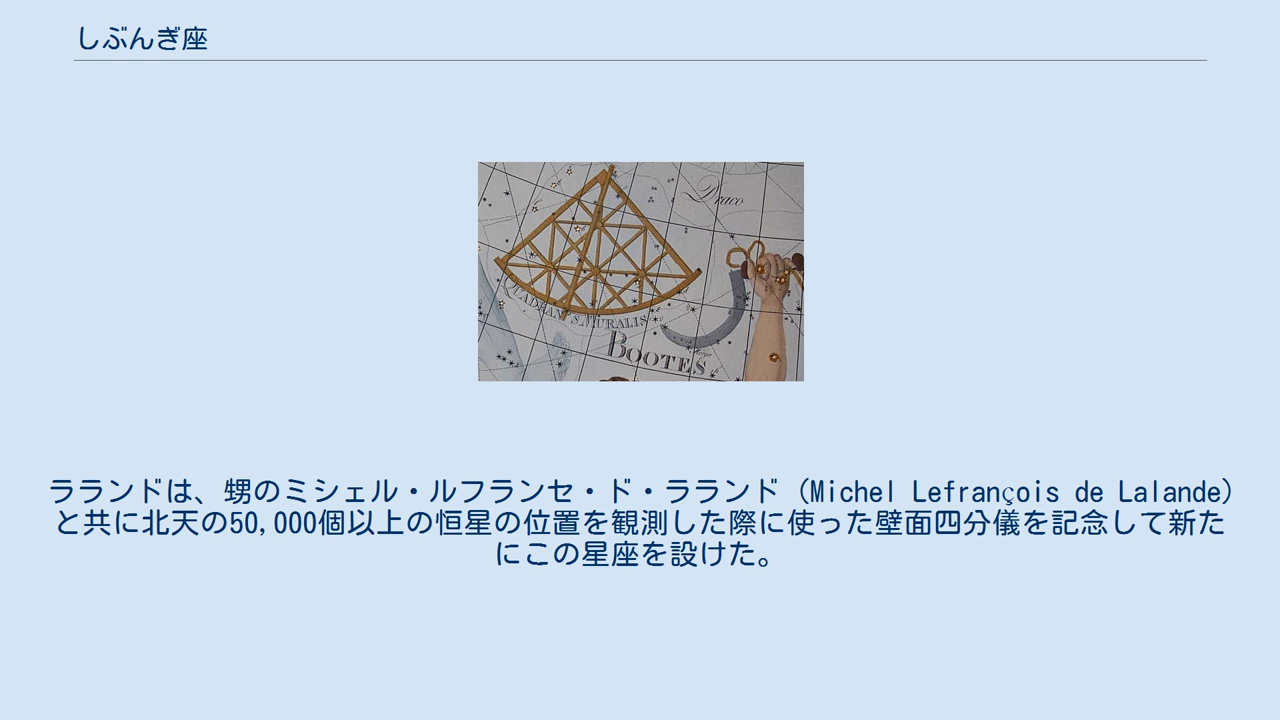 しぶんぎ座
Draco
QUADRANS MURALIS
BOOTES
ラランドは、甥のミシェル・ルフランセ・ド・ラランド（Michel Lefrançois de Lalande）
と共に北天の50,000個以上の恒星の位置を観測した際に使った壁面四分儀を記念して新た
にこの星座を設けた。